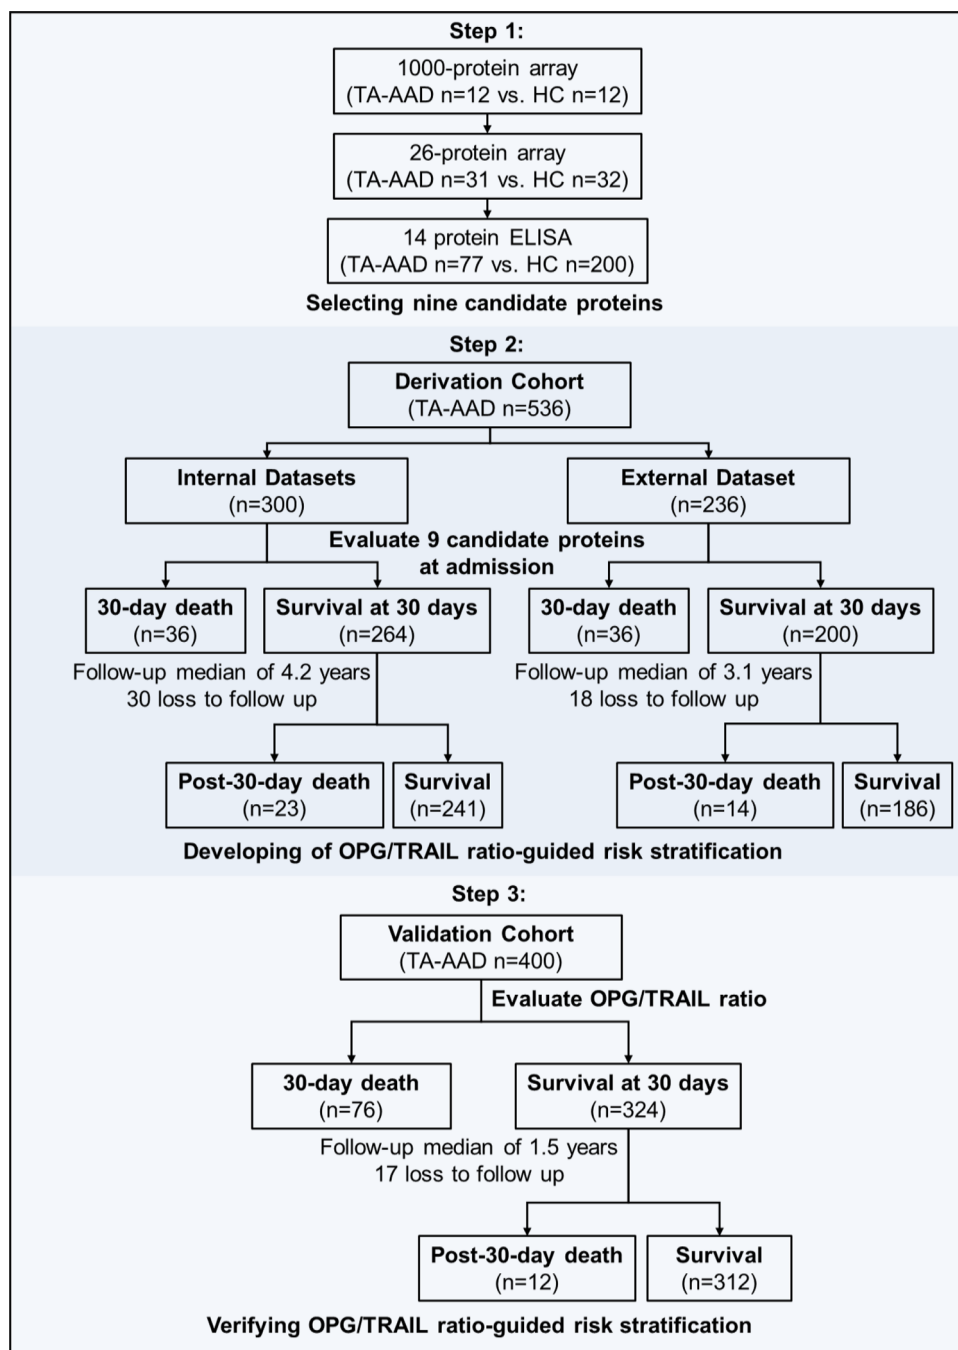 Step 1:
1000-protein array
(TA-AAD n=12 vs. HC n=12)
26-protein array
(TA-AAD n=31 vs. HC n=32)
14 protein ELISA
(TA-AAD n=77 vs. HC n=200)
Selecting nine candidate proteins
Step 2:
Derivation Cohort
(TA-AAD n=536)
Internal Datasets
(n=300)
External Dataset
(n=236)
Evaluate 9 candidate proteins
at admission
30-day death
(n=36)
Survival at 30 days
(n=264)
30-day death
(n=36)
Survival at 30 days
(n=200)
Follow-up median of 4.2 years
30 loss to follow up
Follow-up median of 3.1 years
18 loss to follow up
Post-30-day death
(n=23)
Survival
(n=241)
Post-30-day death
(n=14)
Survival
(n=186)
Developing of OPG/TRAIL ratio-guided risk stratification
Step 3:
Validation Cohort
(TA-AAD n=400)
Evaluate OPG/TRAIL ratio
30-day death
(n=76)
Survival at 30 days
(n=324)
Follow-up median of 1.5 years
17 loss to follow up
Post-30-day death
(n=12)
Survival
(n=312)
Verifying OPG/TRAIL ratio-guided risk stratification